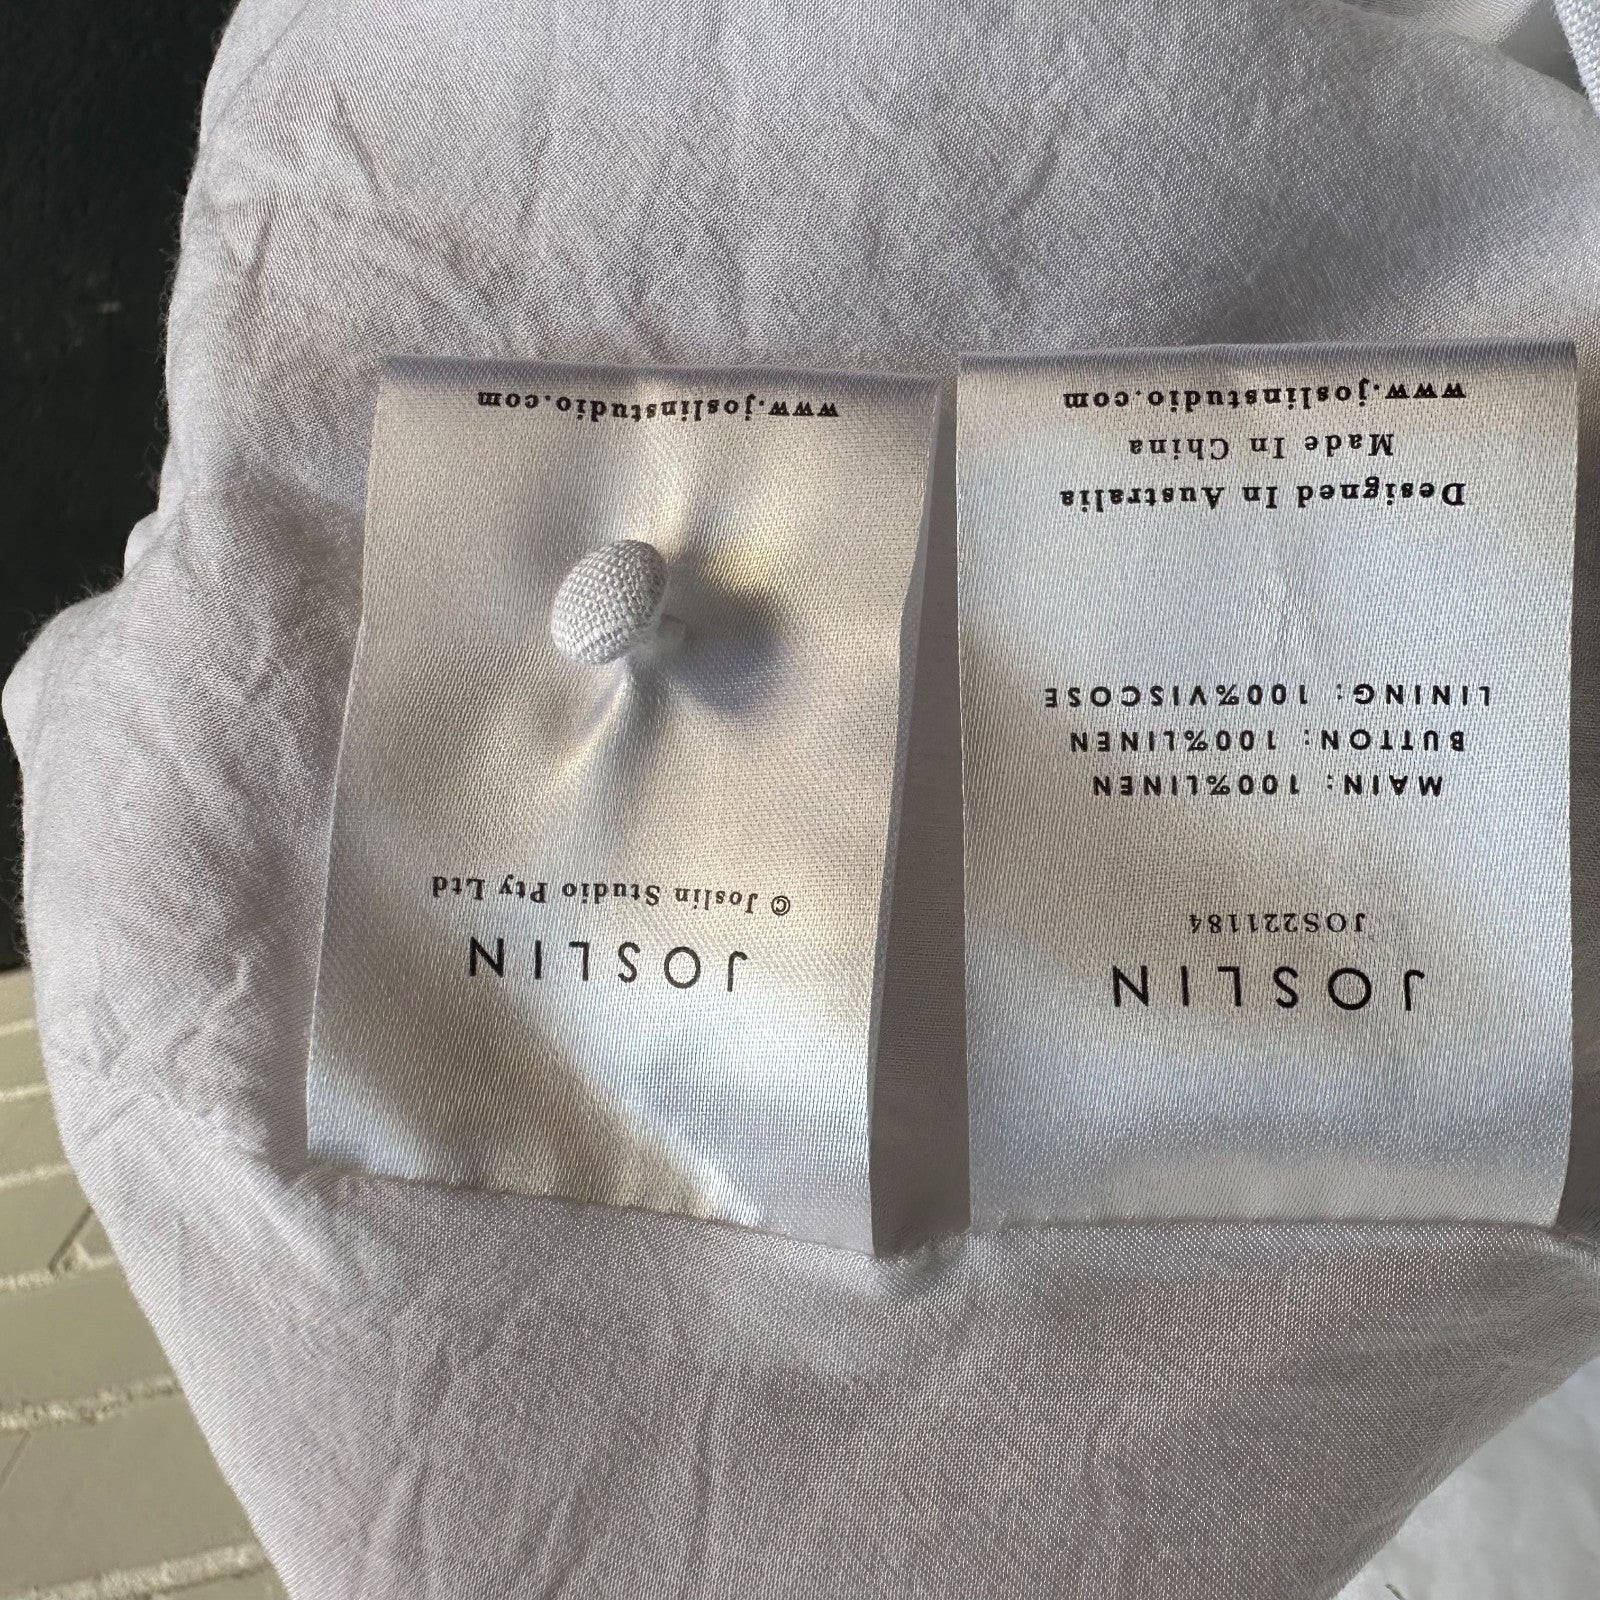 JOSLIN
JOS221184
MAIN: 100%LINEN
BUTTON: 100%LINEN
LINING: 100%VISCOSE
Designed In Australia
Made In China
www.joslinstudio.com
JOSLIN
© Joslin Studio Pty Ltd
www.joslinstudio.com